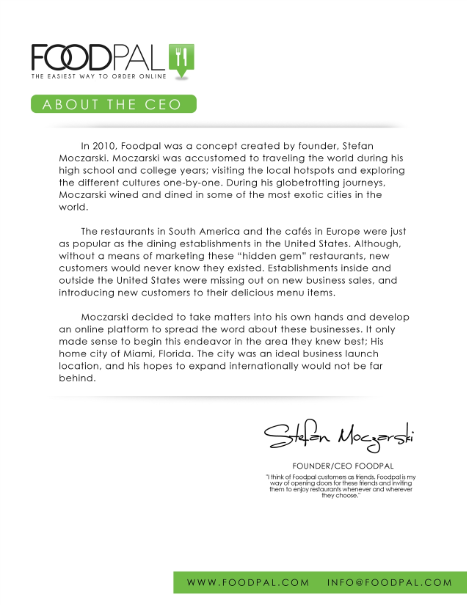 FOODPAL
THE EASIEST WAY TO ORDER ONLINE
ABOUT THE CEO
In 2010, Foodpal was a concept created by founder, Stefan
Moczarski. Moczarski was accustomed to traveling the world during his
high school and college years; visiting the local hotspots and exploring
the different cultures one-by-one. During his globetrotting journeys,
Moczarski wined and dined in some of the most exotic cities in the
world.
The restaurants in South America and the cafés in Europe were just
as popular as the dining establishments in the United States. Although,
without a means of marketing these “hidden gem” restaurants, new
customers would never know they existed. Establishments inside and
outside the United States were missing out on new business sales, and
introducing new customers to their delicious menu items.
Moczarski decided to take matters into his own hands and develop
an online platform to spread the word about these businesses. It only
made sense to begin this endeavor in the area they knew best; His
home city of Miami, Florida. The city was an ideal business launch
location, and his hopes to expand internationally would not be far
behind.
Stefan Moczarski
FOUNDER/CEO FOODPAL
"I think of Foodpal customers as friends. Foodpal is my
way of opening doors for these friends and inviting
them to enjoy restaurants whenever and wherever
they choose."
WWW.FOODPAL.COM INFO@FOODPAL.COM